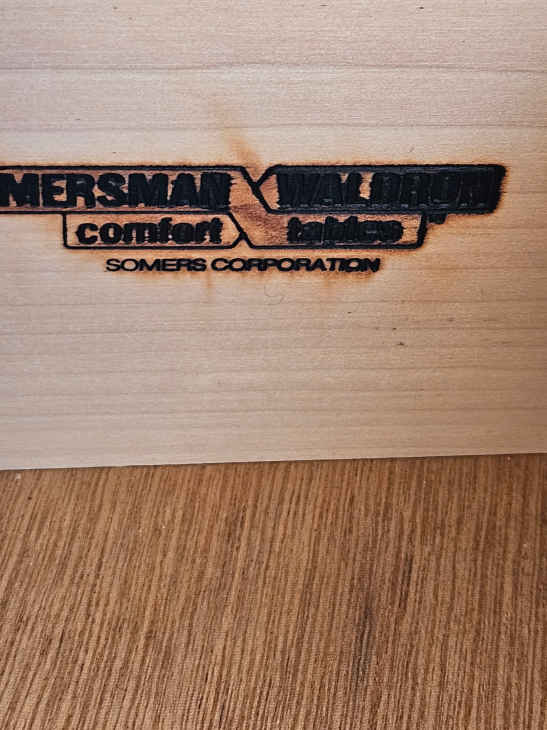 MERSMAN WALDRON
comfort tables
SOMERS CORPORATION